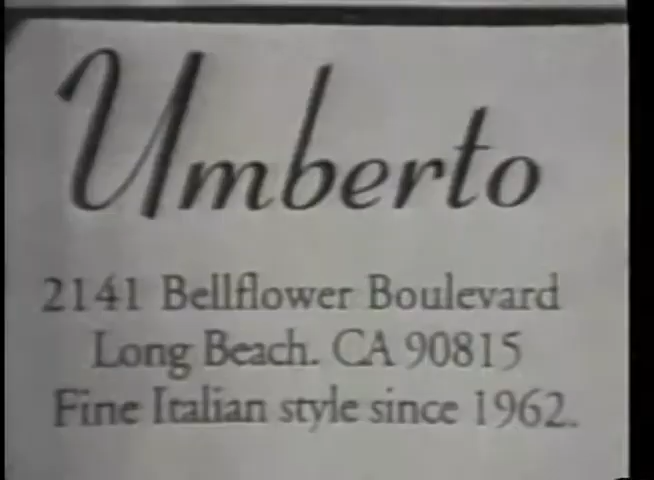 Umberto
2141 Bellflower Boulevard
Long Beach. CA 90815
Fine Italian style since 1962.